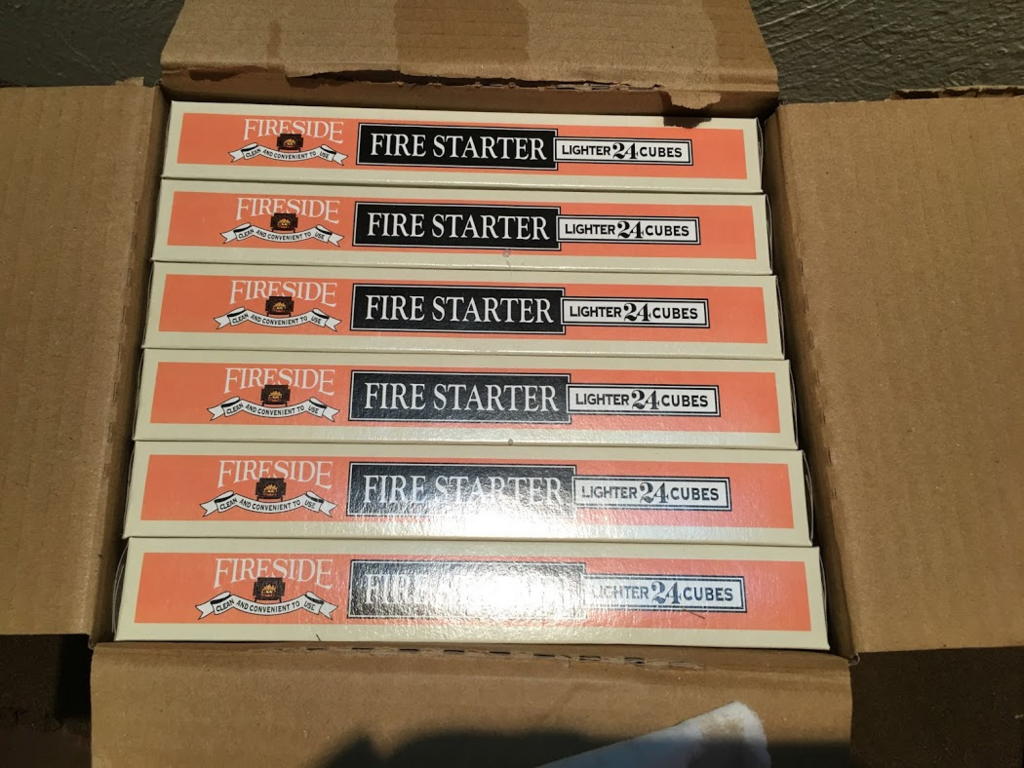 FIRESIDE
CLEAN AND CONVENIENT TO USE
FIRE STARTER
LIGHTER 24 CUBES
FIRESIDE
CLEAN AND CONVENIENT TO USE
FIRE STARTER
LIGHTER 24 CUBES
FIRESIDE
CLEAN AND CONVENIENT TO USE
FIRE STARTER
LIGHTER 24 CUBES
FIRESIDE
CLEAN AND CONVENIENT TO USE
FIRE STARTER
LIGHTER 24 CUBES
FIRESIDE
CLEAN AND CONVENIENT TO USE
FIRE STARTER
LIGHTER 24 CUBES
FIRESIDE
CLEAN AND CONVENIENT TO USE
FIRE STARTER
LIGHTER 24 CUBES